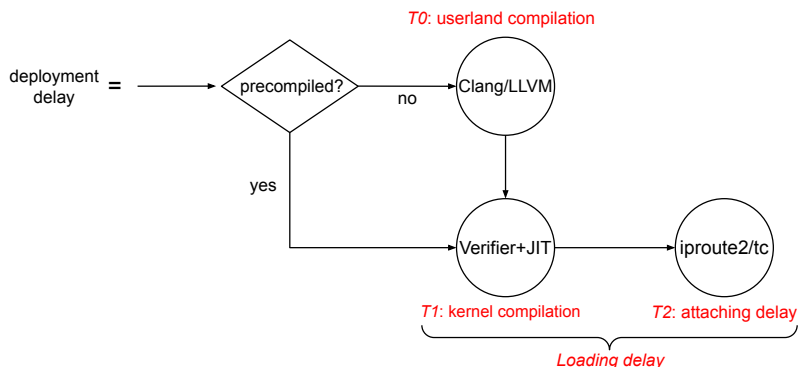 T0: userland compilation
deployment
delay
=
precompiled?
no
Clang/LLVM
yes
Verifier+JIT
iproute2/tc
T1: kernel compilation
T2: attaching delay
Loading delay